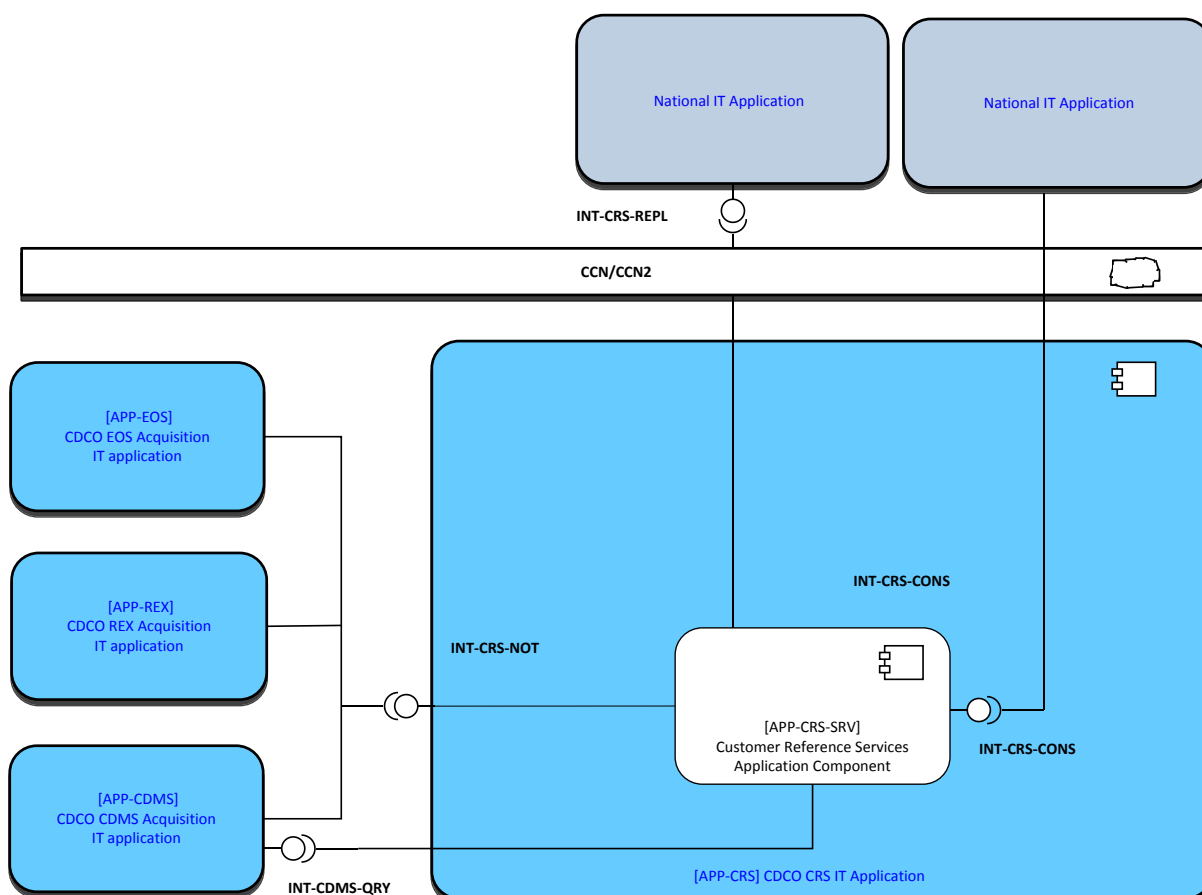 National IT Application
National IT Application
INT-CRS-REPL
CCN/CCN2
[APP-EOS]
CDCO EOS Acquisition
IT application
[APP-REX]
CDCO REX Acquisition
IT application
INT-CRS-CONS
INT-CRS-NOT
[APP-CRS-SRV]
Customer Reference Services
Application Component
INT-CRS-CONS
[APP-CDMS]
CDCO CDMS Acquisition
IT application
INT-CDMS-QRY
[APP-CRS] CDCO CRS IT Application